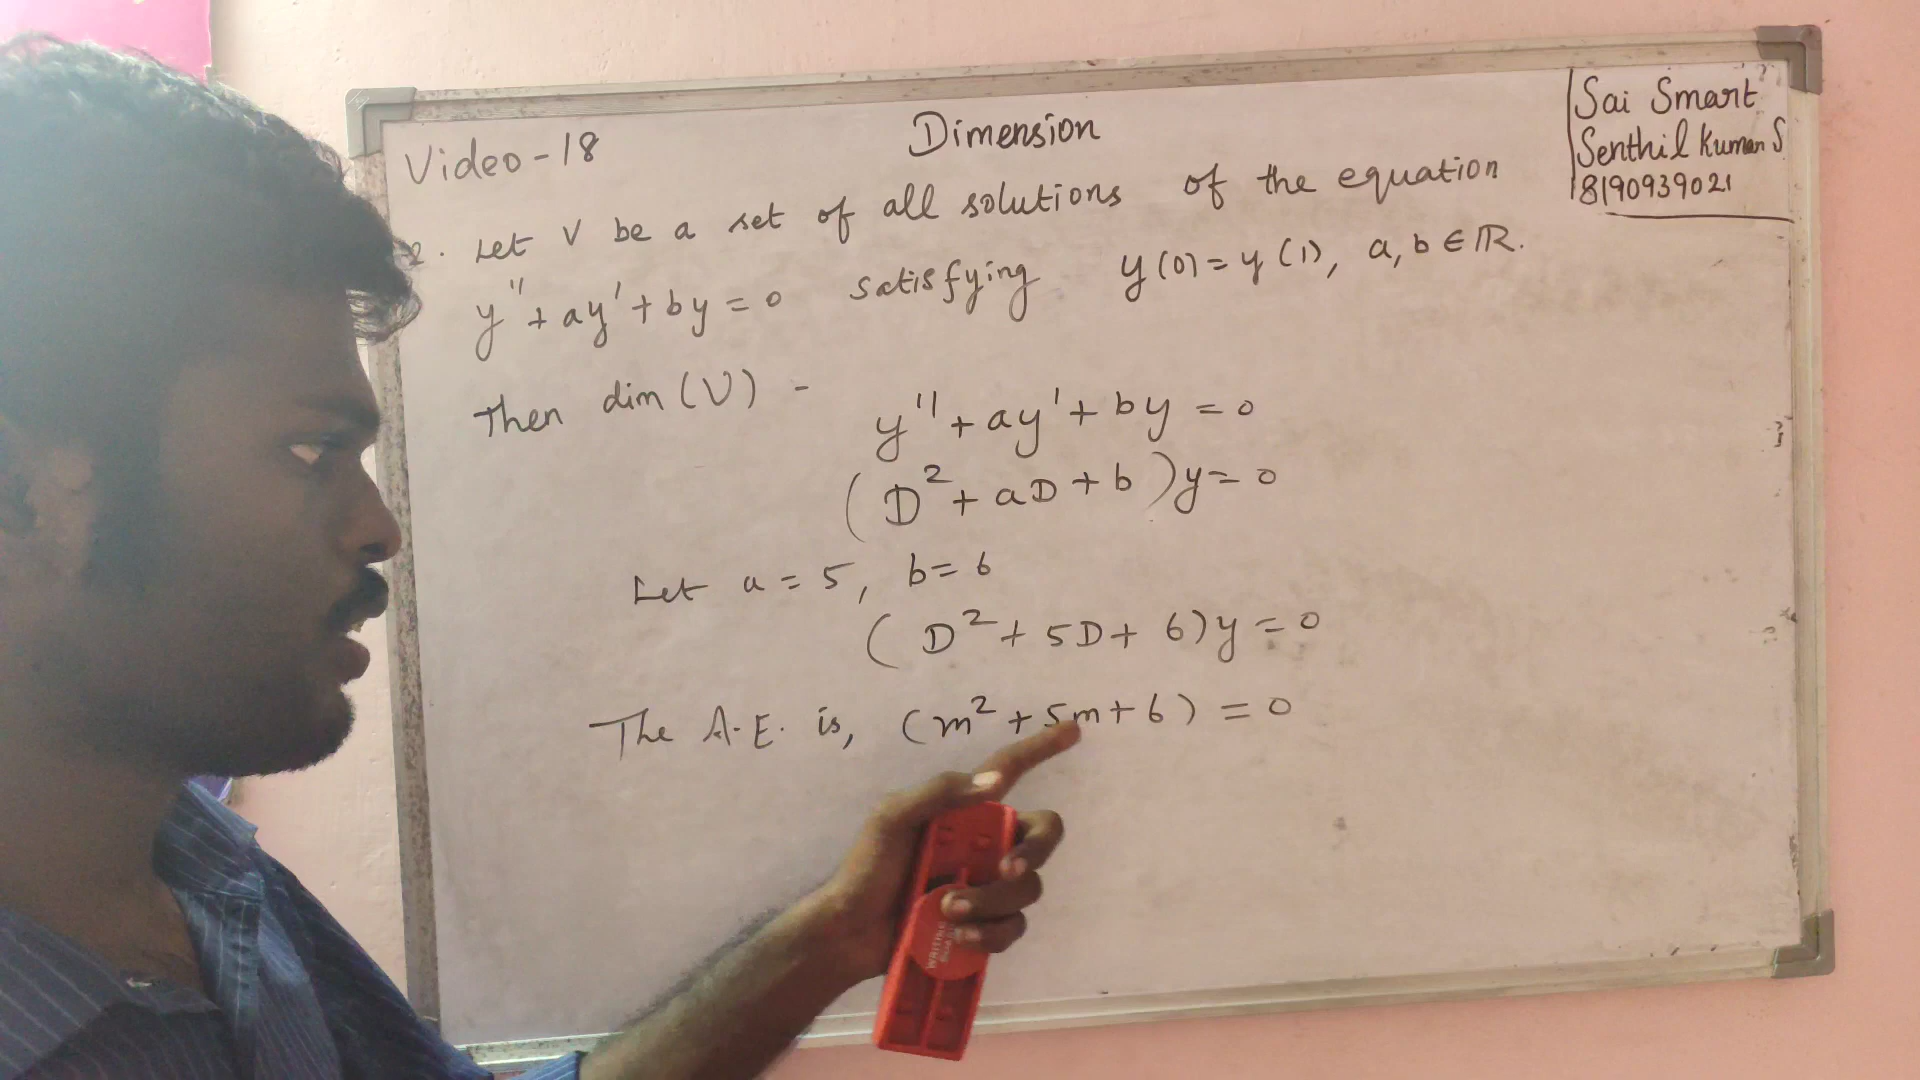 Video-18
Dimension
Sai Smart
Senthil Kumar S
8190939021
2. Let V be a set of all solutions of the equation
y'' + ay' + by = 0 satisfying y(0) = y(1), a, b ∈ ℝ.
Then dim (V) -
y'' + ay' + by = 0
(D² + aD + b)y = 0
Let a = 5, b = 6
(D² + 5D + 6)y = 0
The A.E. is, (m² + 5m + 6) = 0